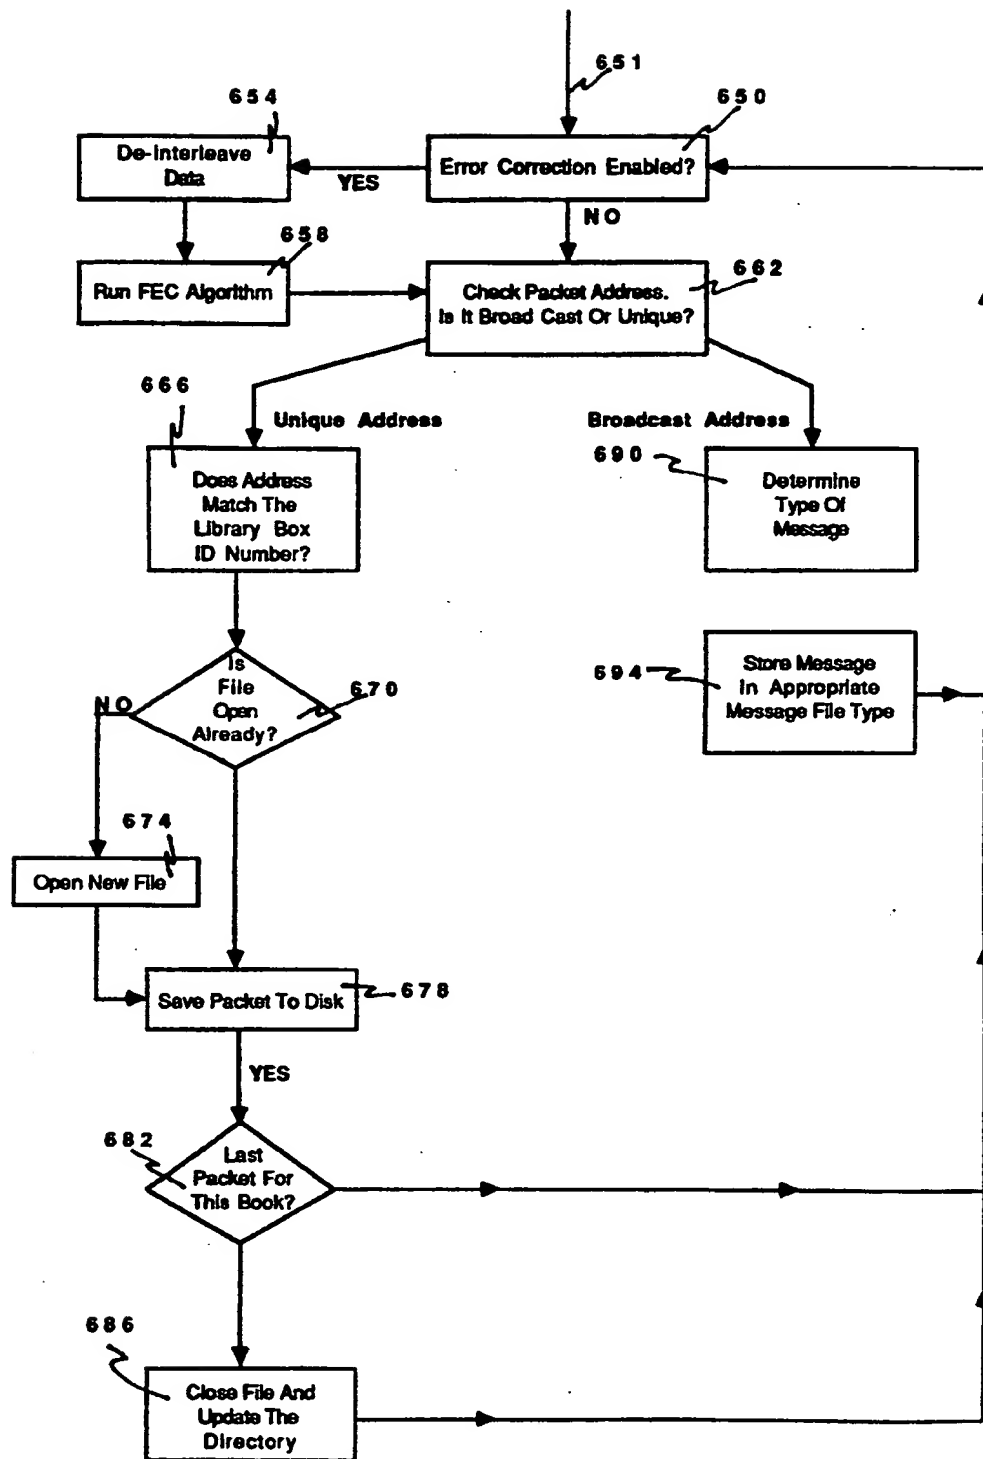 651
654
650
De-Interleave
Data
YES
Error Correction Enabled?
NO
658
662
Run FEC Algorithm
Check Packet Address.
Is It Broad Cast Or Unique?
666
Unique Address
Broadcast Address
690
Does Address
Match The
Library Box
ID Number?
Determine
Type Of
Message
Is
File
Open
Already?
670
NO
694
Store Message
In Appropriate
Message File Type
674
Open New File
Save Packet To Disk
678
YES
682
Last
Packet For
This Book?
686
Close File And
Update The
Directory